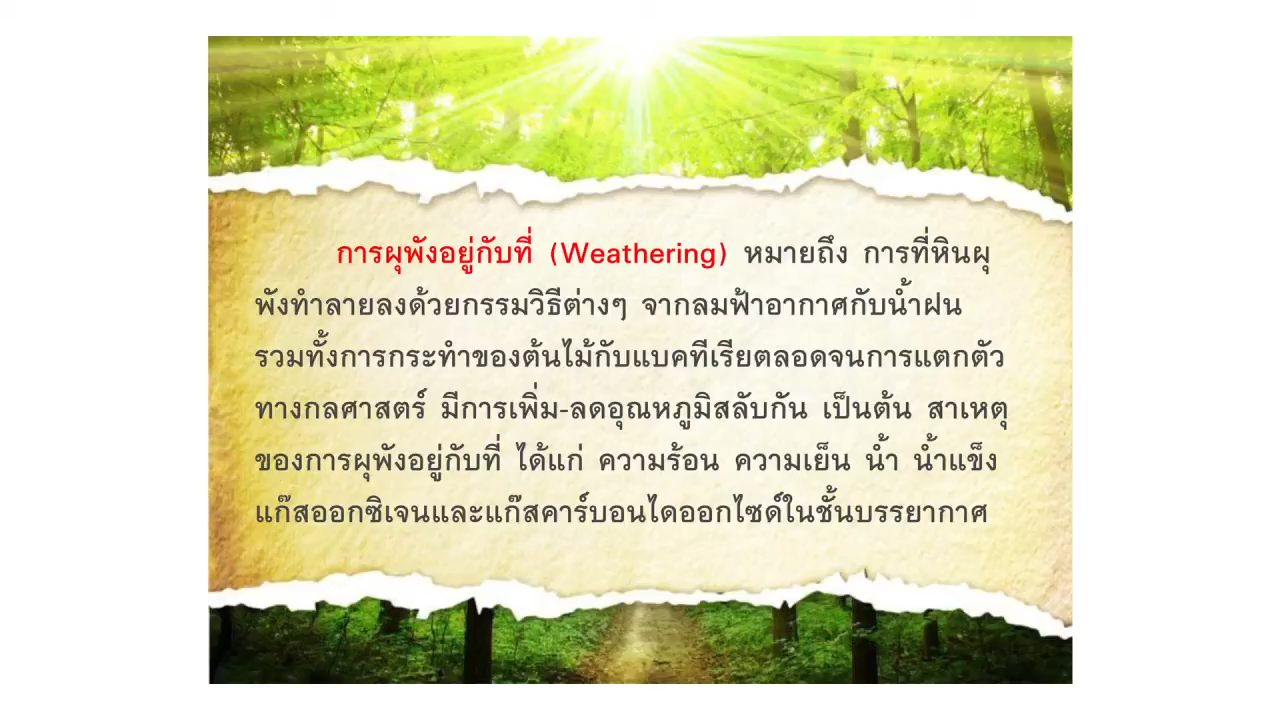 การผุพังอยู่กับที่ (Weathering) หมายถึง การที่หินผุ
พังทำลายลงด้วยกรรมวิธีต่างๆ จากลมฟ้าอากาศกับน้ำฝน
รวมทั้งการกระทำของต้นไม้กับแบคทีเรียตลอดจนการแตกตัว
ทางกลศาสตร์ มีการเพิ่ม-ลดอุณหภูมิสลับกัน เป็นต้น สาเหตุ
ของการผุพังอยู่กับที่ ได้แก่ ความร้อน ความเย็น น้ำ น้ำแข็ง
แก๊สออกซิเจนและแก๊สคาร์บอนไดออกไซด์ในชั้นบรรยากาศ